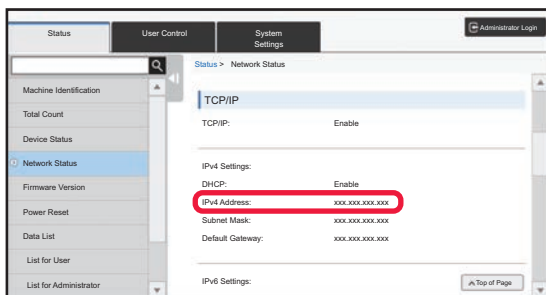 Status
User Control
System
Settings
Administrator Login
Status > Network Status
Machine Identification
Total Count
Device Status
Network Status
Firmware Version
Power Reset
Data List
List for User
List for Administrator
TCP/IP
TCP/IP: Enable
IPv4 Settings:
DHCP: Enable
IPv4 Address: xxx.xxx.xxx.xxx
Subnet Mask: xxx.xxx.xxx.xxx
Default Gateway: xxx.xxx.xxx.xxx
IPv6 Settings:
Top of Page